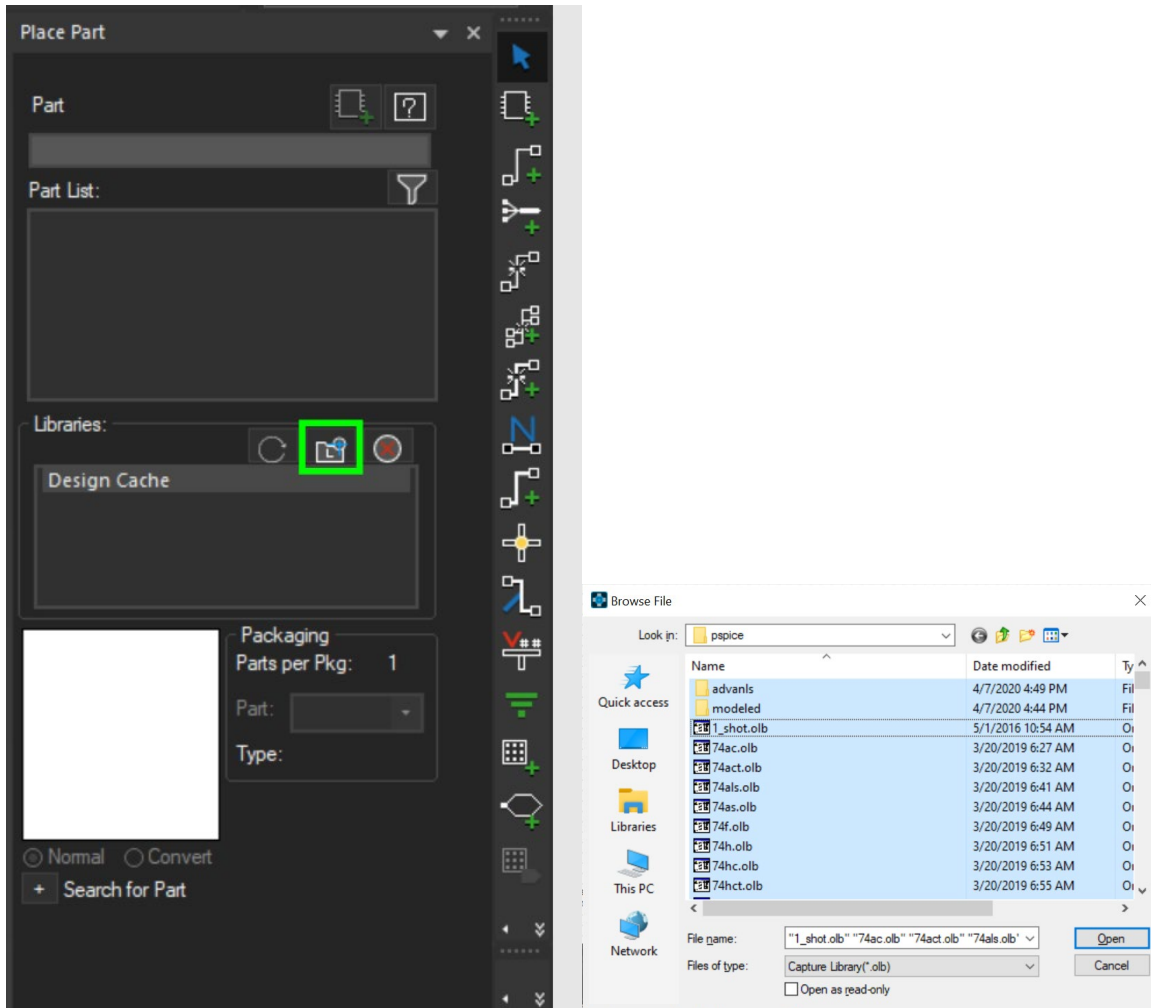 Place Part
Part
Part List:
Libraries:
Design Cache
Packaging
Parts per Pkg: 1
Part:
Type:
Normal Convert
+ Search for Part
Browse File
Look in: pspice
Quick access
Desktop
Libraries
This PC
Network
Name Date modified Ty
advanls 4/7/2020 4:49 PM Fil
modeled 4/7/2020 4:44 PM Fil
1_shot.olb 5/1/2016 10:54 AM
74ac.olb 3/20/2019 6:27 AM
74act.olb 3/20/2019 6:32 AM
74als.olb 3/20/2019 6:41 AM
74as.olb 3/20/2019 6:44 AM
74f.olb 3/20/2019 6:49 AM
74h.olb 3/20/2019 6:51 AM
74hc.olb 3/20/2019 6:53 AM
74hct.olb 3/20/2019 6:55 AM
File name: "1_shot.olb" "74ac.olb" "74act.olb" "74als.olb' Open
Files of type: Capture Library(*.olb) Cancel
Open as read-only